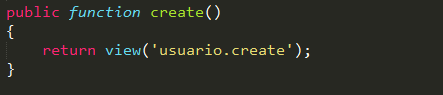 public function create()
{
    return view('usuario.create');
}